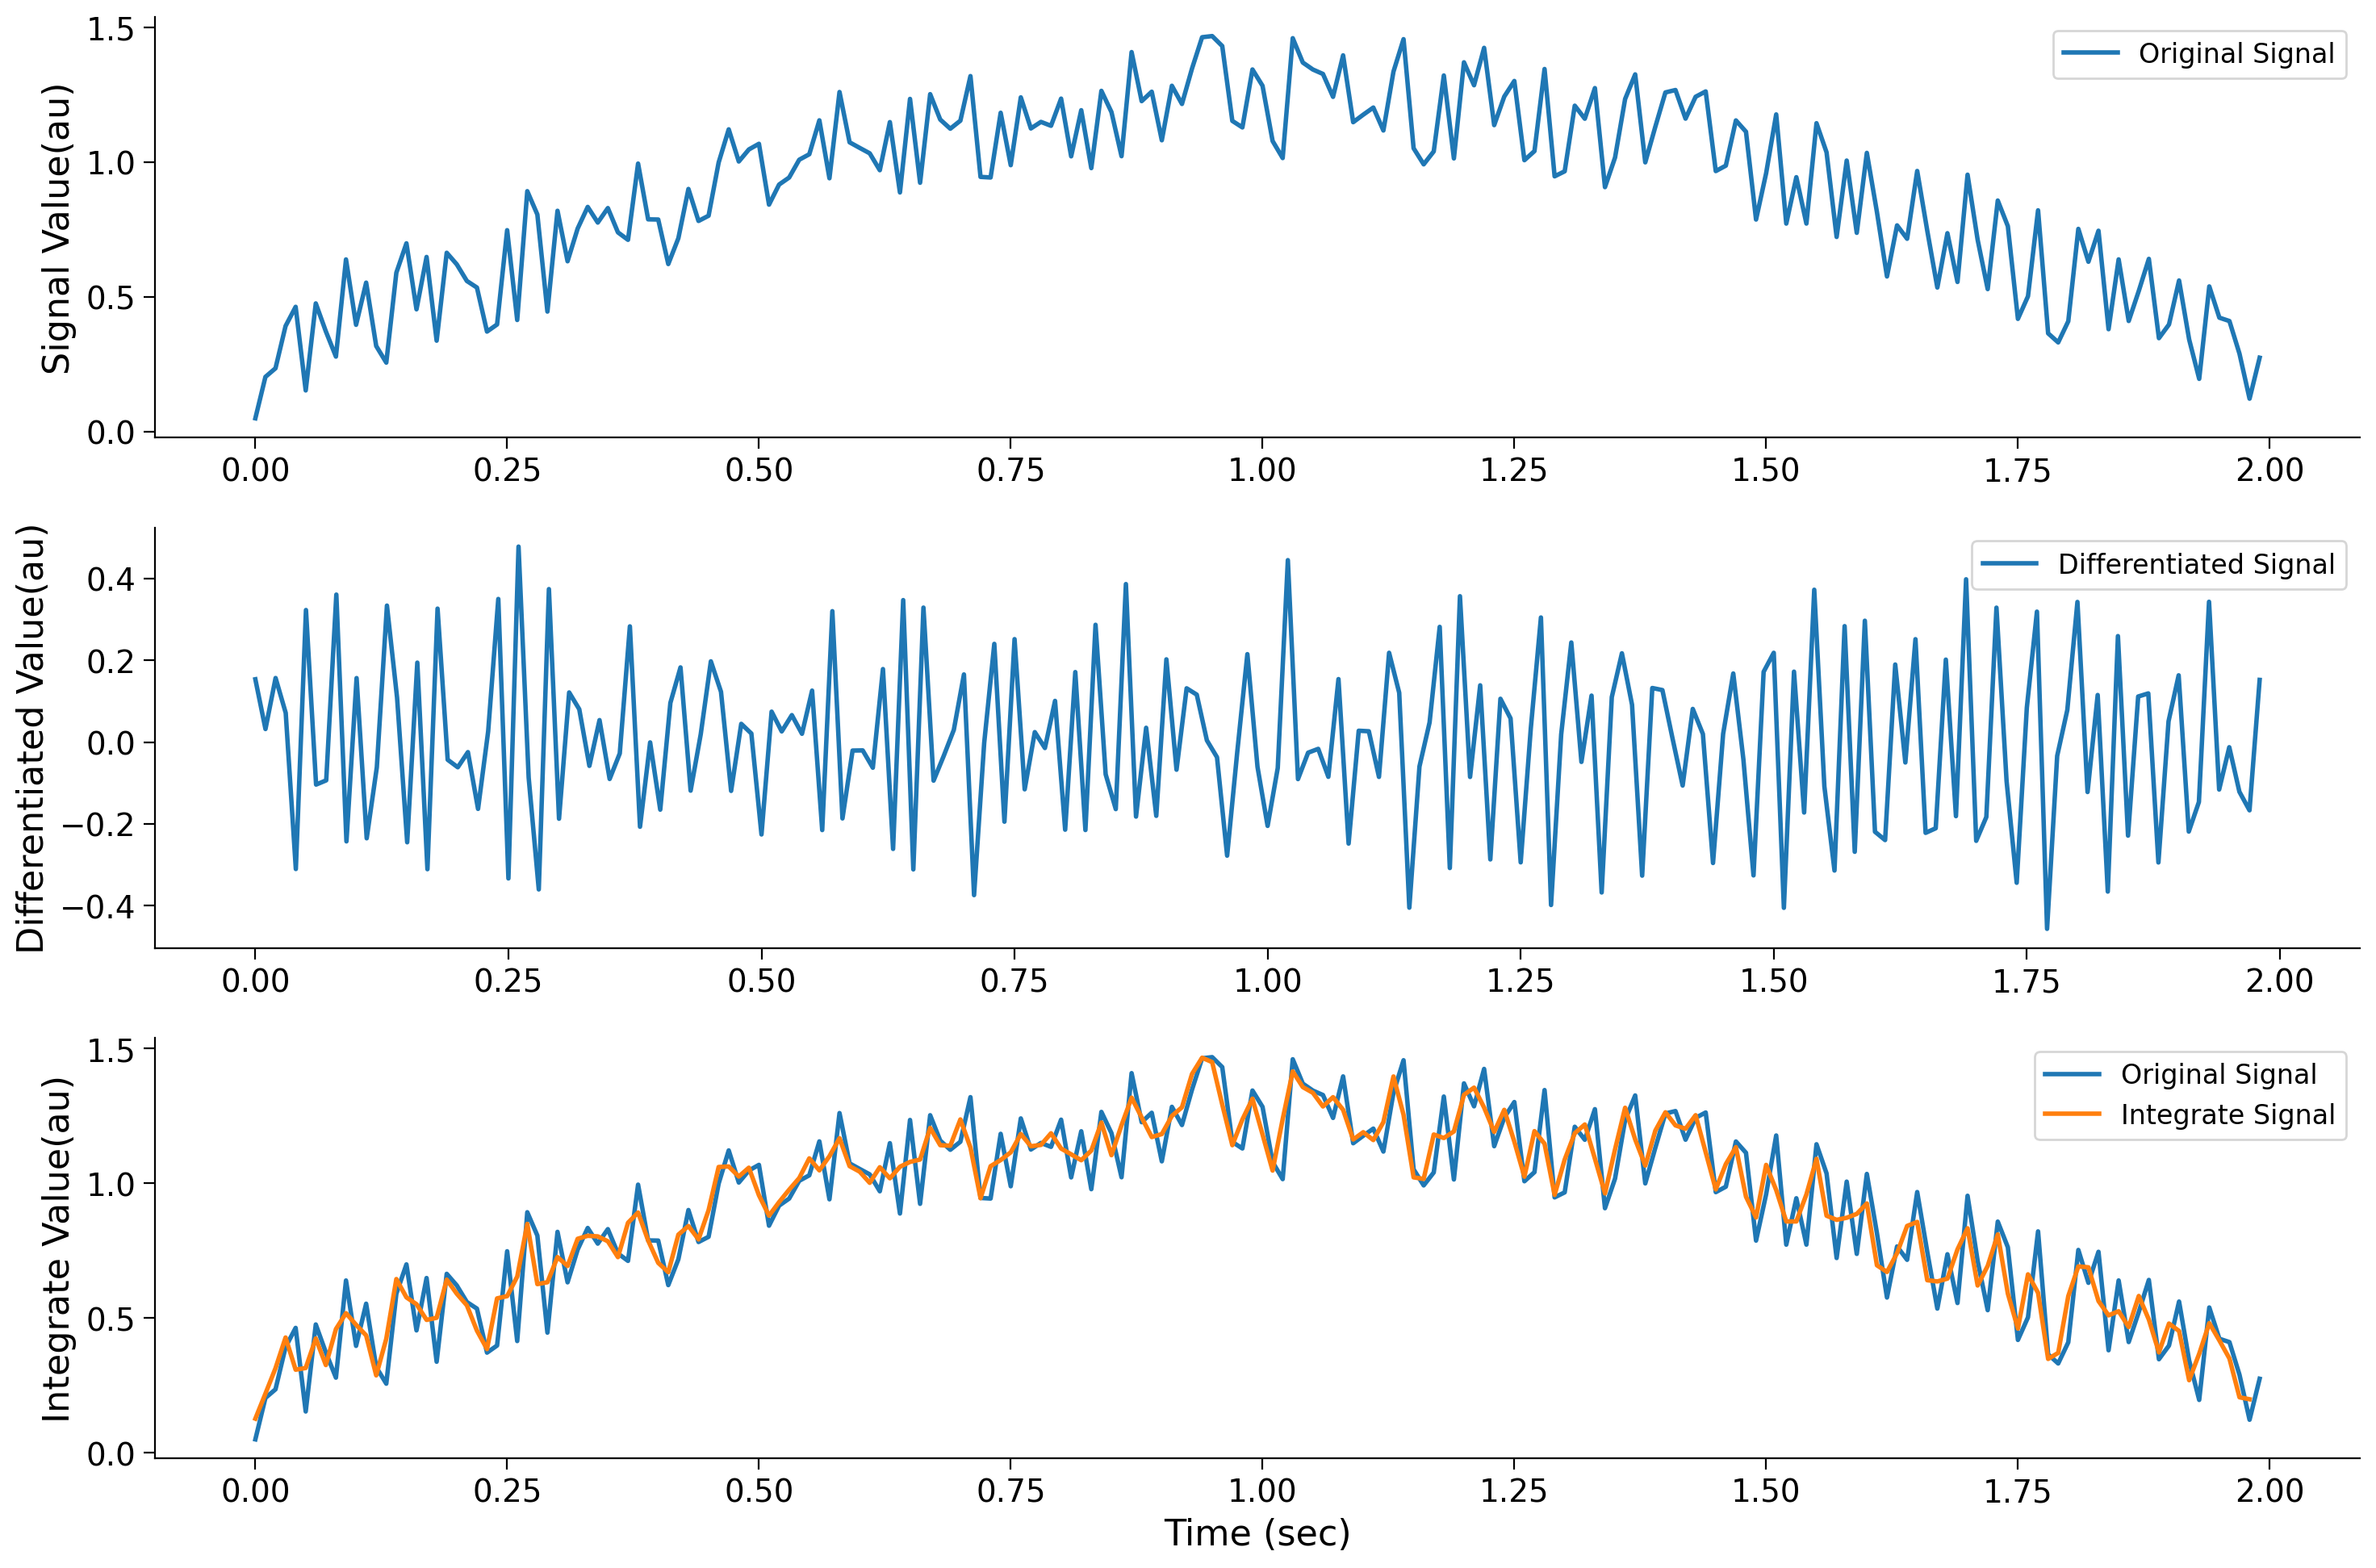 1.5
1.0
0.5
0.0
Signal Value(au)
Original Signal
0.00 0.25 0.50 0.75 1.00 1.25 1.50 1.75 2.00
0.4
0.2
0.0
−0.2
−0.4
Differentiated Value(au)
Differentiated Signal
0.00 0.25 0.50 0.75 1.00 1.25 1.50 1.75 2.00
1.5
1.0
0.5
0.0
Integrate Value(au)
Original Signal
Integrate Signal
0.00 0.25 0.50 0.75 1.00 1.25 1.50 1.75 2.00
Time (sec)